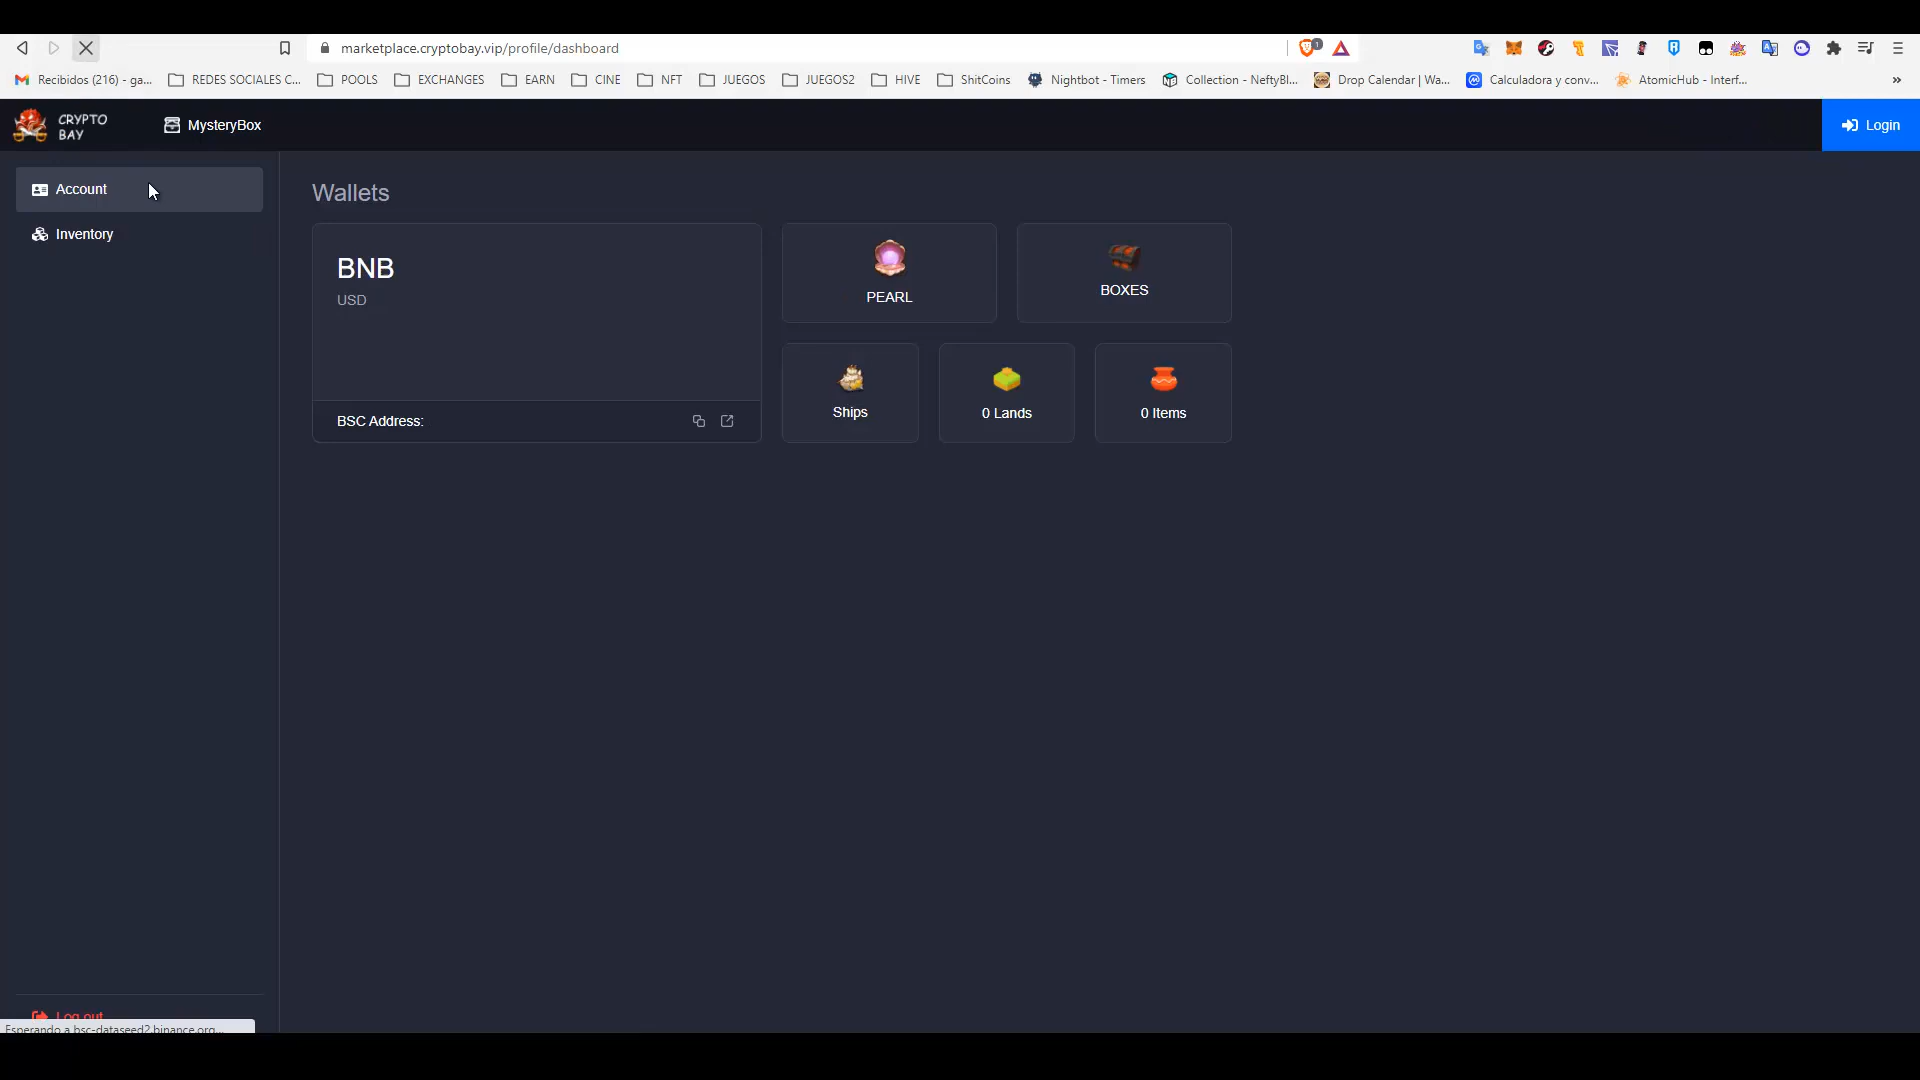 marketplace.cryptobay.vip/profile/dashboard
1
Recibidos (216) - ga... REDES SOCIALES C... POOLS EXCHANGES EARN CINE NFT JUEGOS JUEGOS2 HIVE ShitCoins Nightbot - Timers Collection - NeftyBl... Drop Calendar | Wa... Calculadora y conv... AtomicHub - Interf... »
CRYPTO
BAY
MysteryBox
Login
Account
Inventory
Wallets
BNB
USD
BSC Address:
PEARL
BOXES
Ships
0 Lands
0 Items
Log out
Esperando a bsc-dataseed2.binance.org...